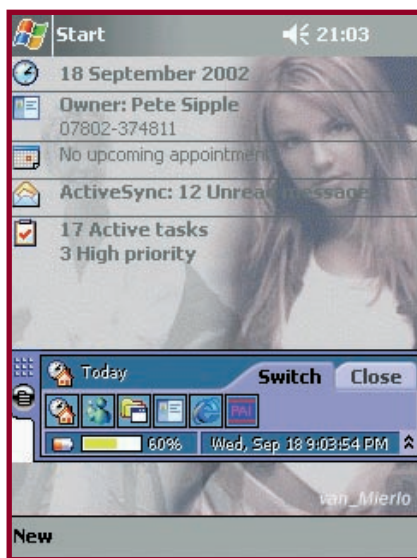 Start 21:03
18 September 2002
Owner: Pete Sipple
07802-374811
No upcoming appointment
ActiveSync: 12 Unread message
17 Active tasks
3 High priority
Today Switch Close
PAI
60% Wed, Sep 18 9:03:54 PM
van_Mierlo
New